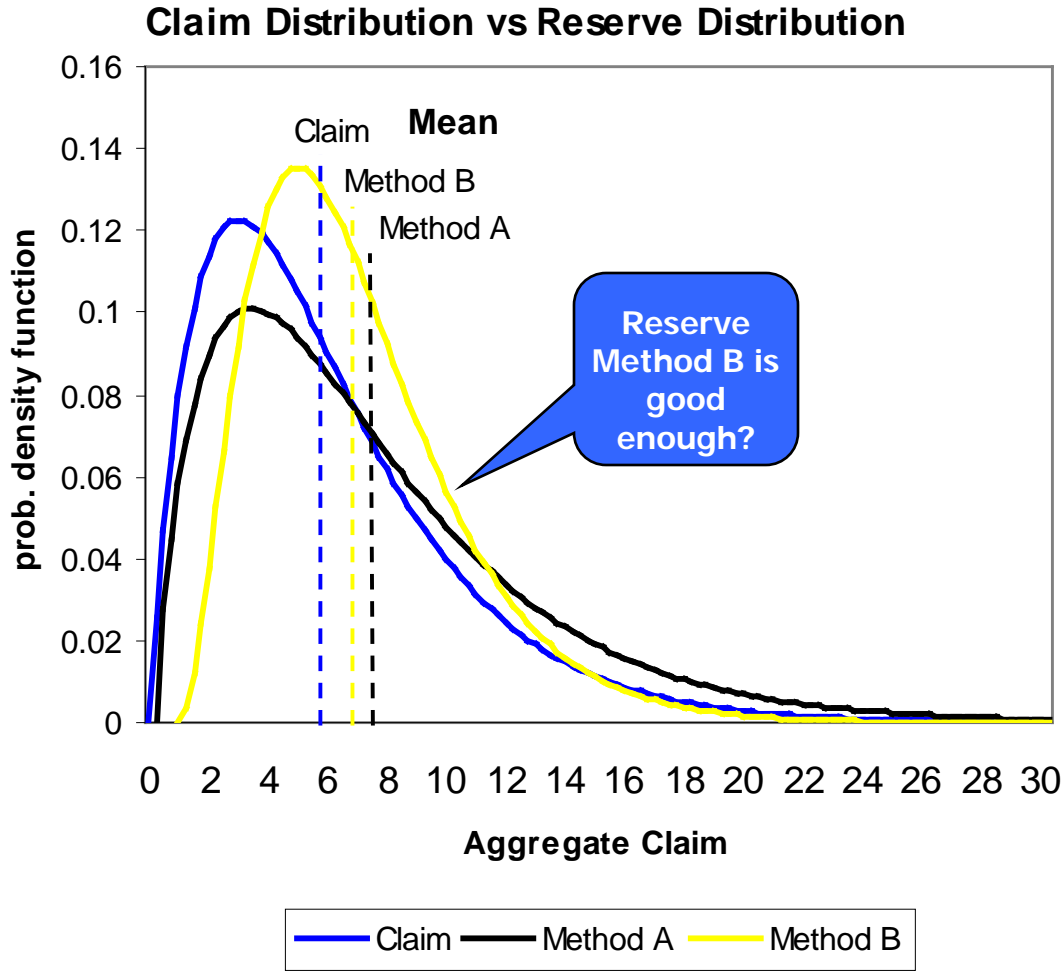 Claim Distribution vs Reserve Distribution
0.16
0.14
0.12
0.1
0.08
0.06
0.04
0.02
0
prob. density function
Mean
Claim
Method B
Method A
Reserve
Method B is
good
enough?
0 2 4 6 8 10 12 14 16 18 20 22 24 26 28 30
Aggregate Claim
Claim Method A Method B